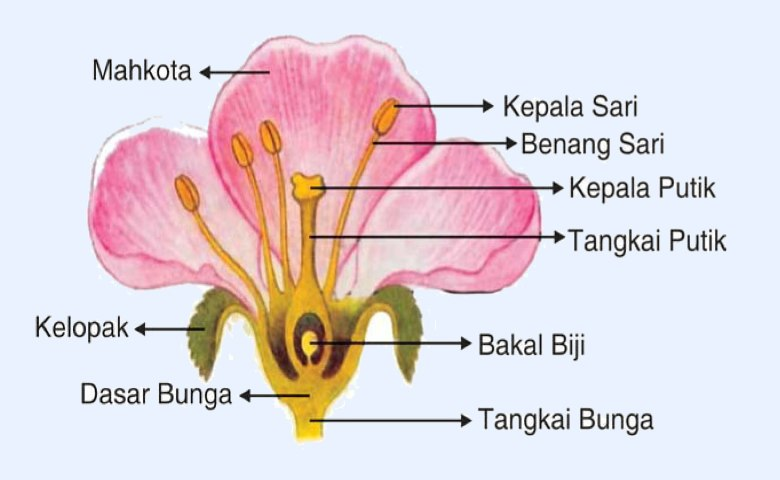 Mahkota
Kepala Sari
Benang Sari
Kepala Putik
Tangkai Putik
Kelopak
Bakal Biji
Dasar Bunga
Tangkai Bunga